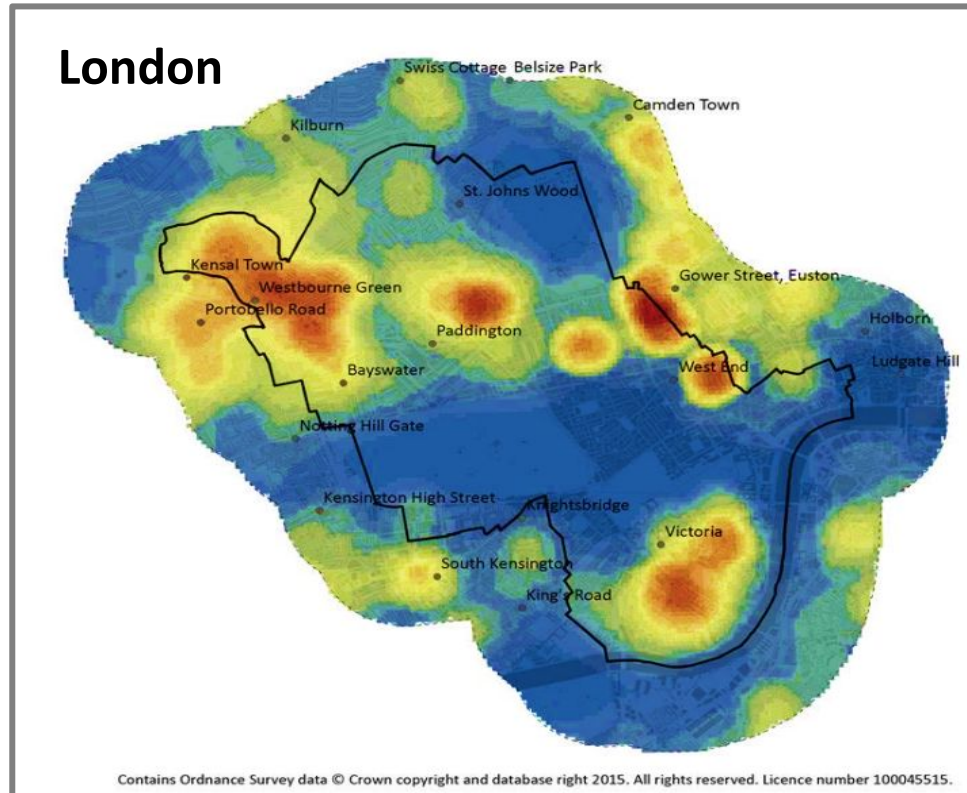 London
Swiss Cottage
Belsize Park
Camden Town
Kilburn
St. Johns Wood
Kensal Town
Gower Street, Euston
Westbourne Green
Portobello Road
Holborn
Paddington
Ludgate Hill
West End
Bayswater
Notting Hill Gate
Kensington High Street
Knightsbridge
Victoria
South Kensington
King's Road
Contains Ordnance Survey data © Crown copyright and database right 2015. All rights reserved. Licence number 100045515.